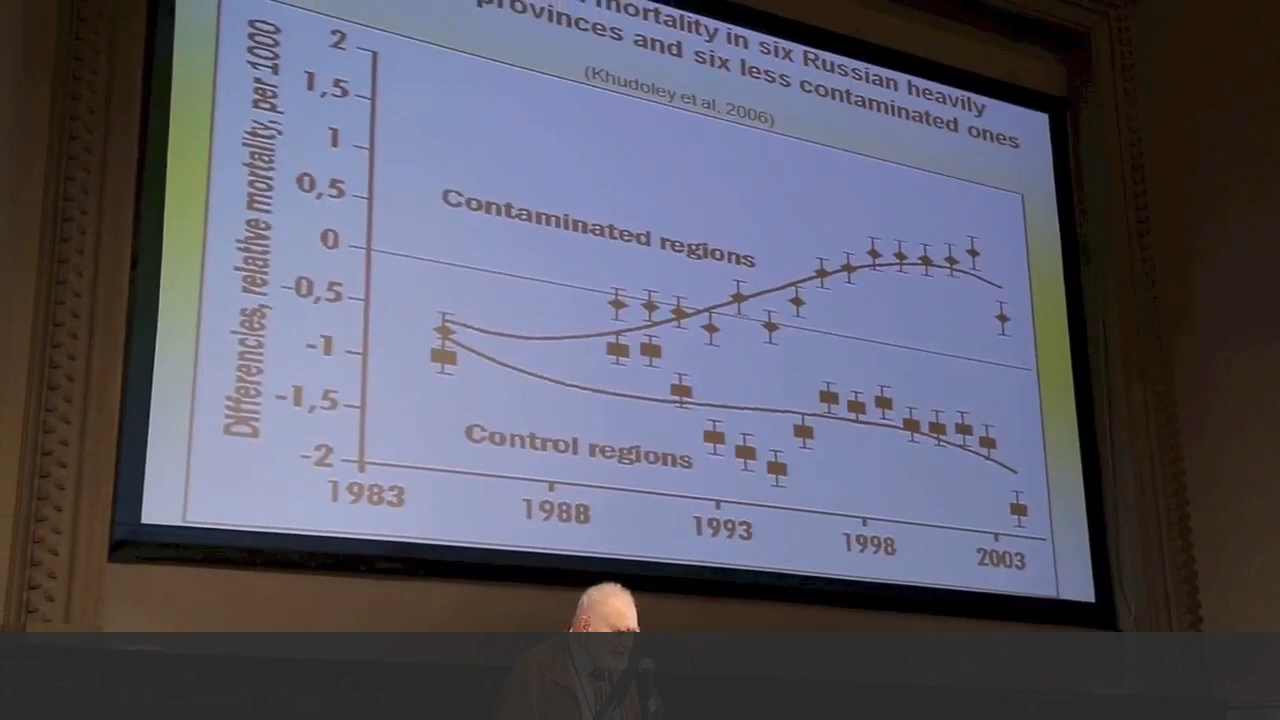 mortality in six Russian heavily
provinces and six less contaminated ones
(Khudoley et al, 2006)
Differencies, relative mortality, per 1000
2
1,5
1
0,5
0
-0,5
-1
-1,5
-2
Contaminated regions
Control regions
1983
1988
1993
1998
2003